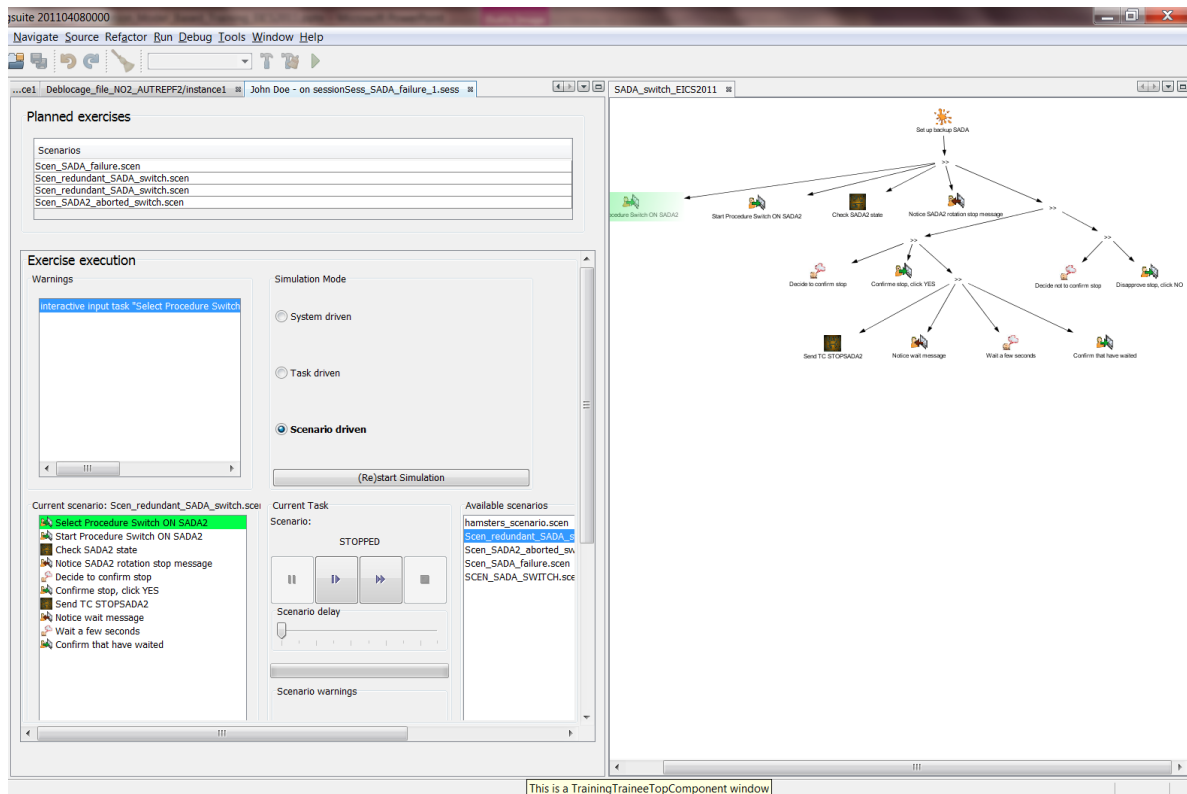 gsuite 201104080000
Navigate Source Refactor Run Debug Tools Window Help
...ce1 Deblocage_file_NO2_AUTREPF2/instance1 John Doe - on sessionSess_SADA_failure_1.sess SADA_switch_EICS2011
Planned exercises
Scenarios
Scen_SADA_failure.scen
Scen_redundant_SADA_switch.scen
Scen_redundant_SADA_switch.scen
Scen_SADA2_aborted_switch.scen
Exercise execution
Warnings
interactive input task "Select Procedure Switch
Simulation Mode
System driven
Task driven
Scenario driven
(Re)start Simulation
Current scenario: Scen_redundant_SADA_switch.scen
Select Procedure Switch ON SADA2
Start Procedure Switch ON SADA2
Check SADA2 state
Notice SADA2 rotation stop message
Decide to confirm stop
Confirme stop, click YES
Send TC STOPSADA2
Notice wait message
Wait a few seconds
Confirm that have waited
Current Task
Scenario:
STOPPED
Scenario delay
Scenario warnings
Available scenarios
hamsters_scenario.scen
Scen_redundant_SADA_s
Scen_SADA2_aborted_sw
Scen_SADA_failure.scen
SCEN_SADA_SWITCH.sce
Set up backup SADA
>>
ocedure Switch ON SADA2
Start Procedure Switch ON SADA2
Check SADA2 state
Notice SADA2 rotation stop message
>>
>>
>>
Decide to confirm stop
Confirme stop, click YES
>>
Decide not to confirm stop
Disapprove stop, click NO
Send TC STOPSADA2
Notice wait message
Wait a few seconds
Confirm that have waited
This is a TrainingTraineeTopComponent window